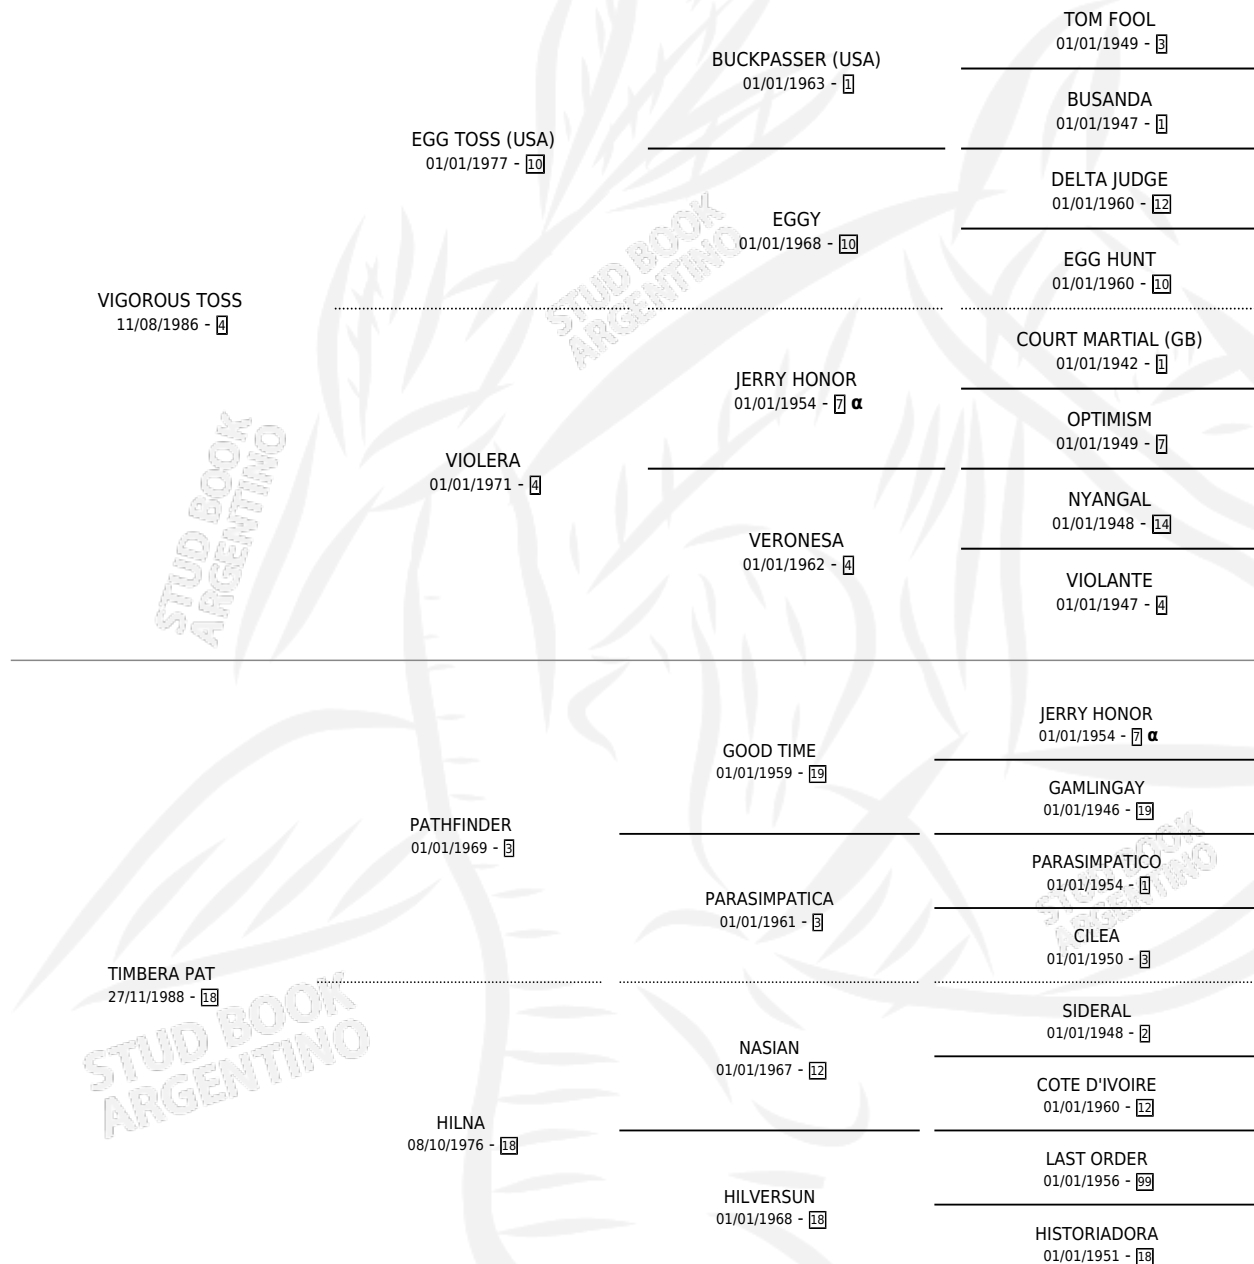 TOM FOOL
01/01/1949 - 3
BUCKPASSER (USA)
01/01/1963 - 1
BUSANDA
01/01/1947 - 1
EGG TOSS (USA)
01/01/1977 - 10
DELTA JUDGE
01/01/1960 - 12
EGGY
01/01/1968 - 10
EGG HUNT
01/01/1960 - 10
VIGOROUS TOSS
11/08/1986 - 4
COURT MARTIAL (GB)
01/01/1942 - 1
JERRY HONOR
01/01/1954 - 7 α
OPTIMISM
01/01/1949 - 7
VIOLERA
01/01/1971 - 4
NYANGAL
01/01/1948 - 14
VERONESA
01/01/1962 - 4
VIOLANTE
01/01/1947 - 4
JERRY HONOR
01/01/1954 - 7 α
GOOD TIME
01/01/1959 - 19
GAMLINGAY
01/01/1946 - 19
PATHFINDER
01/01/1969 - 3
PARASIMPATICO
01/01/1954 - 1
PARASIMPATICA
01/01/1961 - 3
CILEA
01/01/1950 - 3
TIMBERA PAT
27/11/1988 - 18
SIDERAL
01/01/1948 - 2
NASIAN
01/01/1967 - 12
COTE D'IVOIRE
01/01/1960 - 12
HILNA
08/10/1976 - 18
LAST ORDER
01/01/1956 - 99
HILVERSUN
01/01/1968 - 18
HISTORIADORA
01/01/1951 - 18
STUD BOOK
ARGENTINO
STUD BOOK
ARGENTINO
STUD BOOK
ARGENTINO
STUD BOOK
ARGENTINO